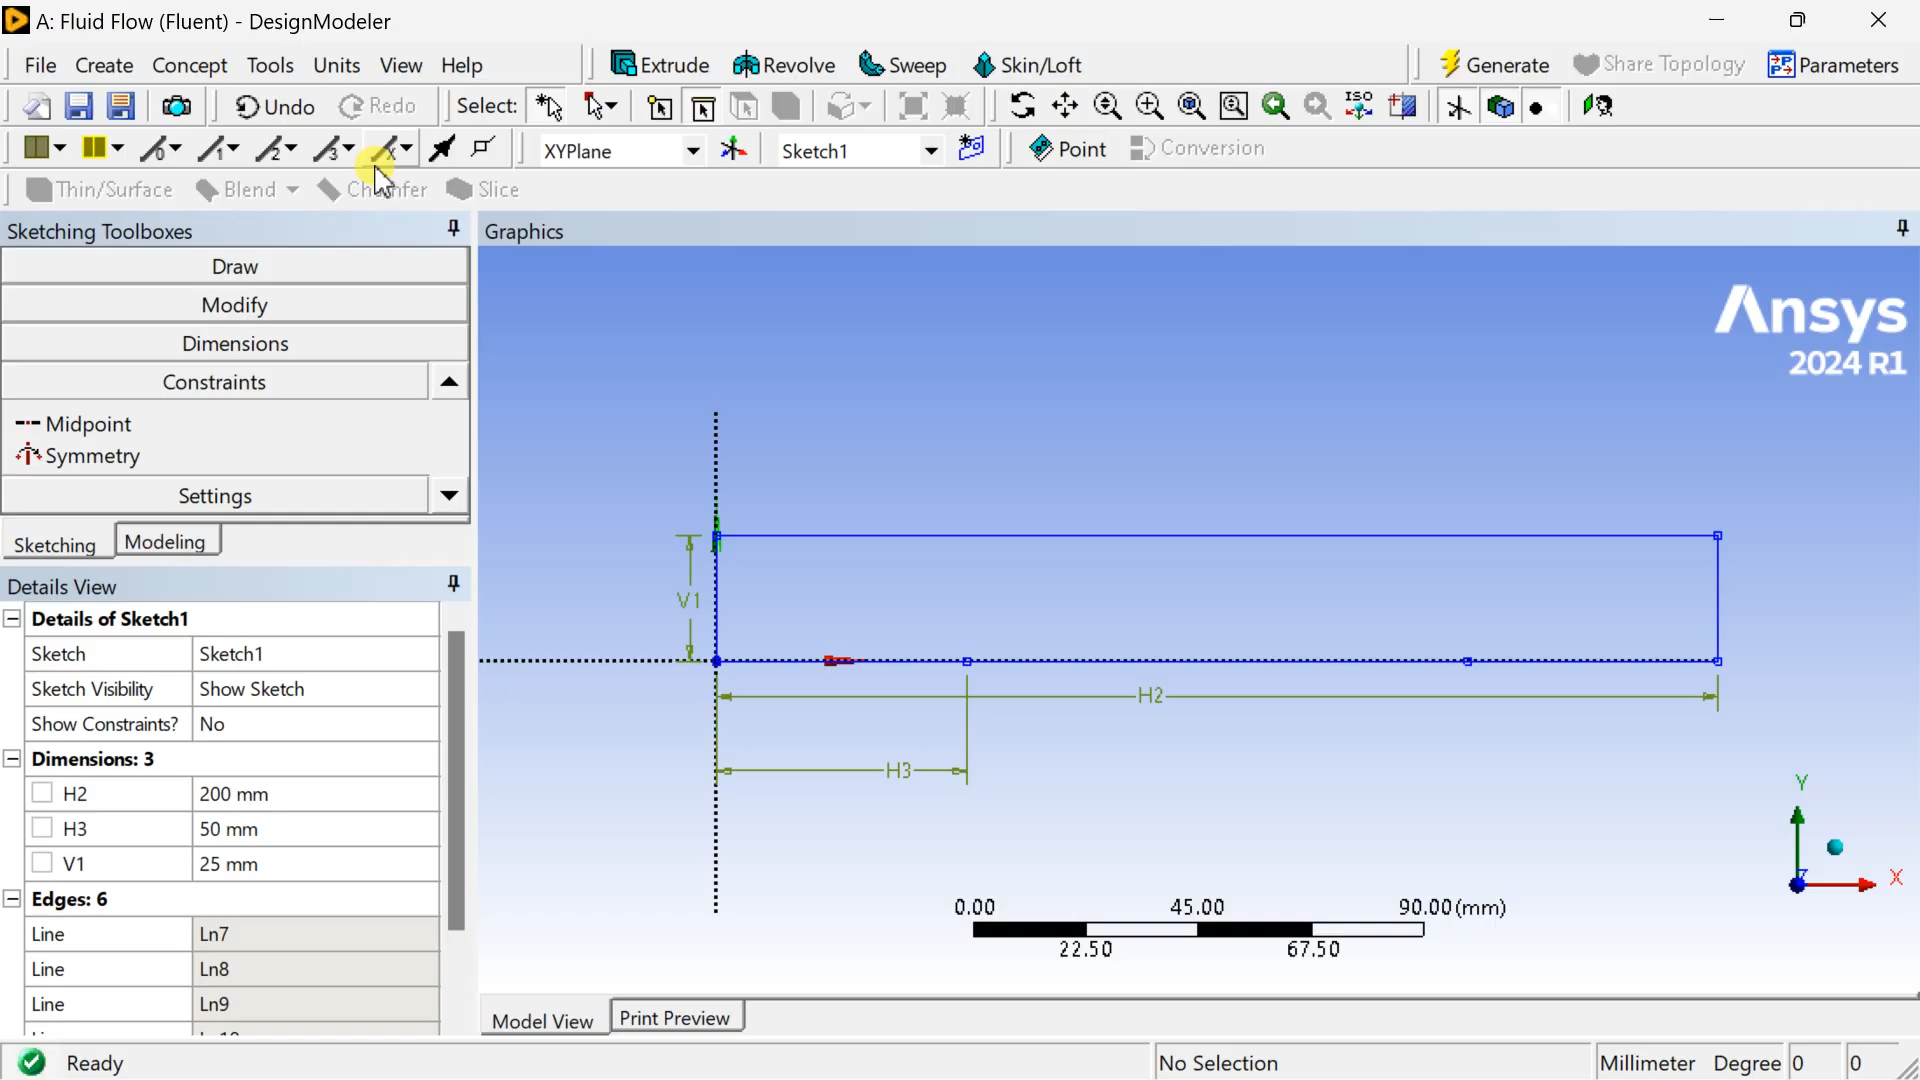 A: Fluid Flow (Fluent) - DesignModeler
File Create Concept Tools Units View Help Extrude Revolve Sweep Skin/Loft Generate Share Topology Parameters
Undo Redo Select: ISO
0 1 2 3 x XYPlane Sketch1 Point Conversion
Thin/Surface Blend Slice
Sketching Toolboxes
Graphics
Draw
Modify
Dimensions
Constraints
Midpoint
Symmetry
Settings
Sketching Modeling
Details View
Details of Sketch1
Sketch Sketch1
Sketch Visibility Show Sketch
Show Constraints? No
Dimensions: 3
H2 200 mm
H3 50 mm
V1 25 mm
Edges: 6
Line Ln7
Line Ln8
Line Ln9
Ansys
2024 R1
V1
H2
H3
Y
Z
X
0.00 45.00 90.00 (mm)
22.50 67.50
Model View Print Preview
Ready No Selection Millimeter Degree 0 0